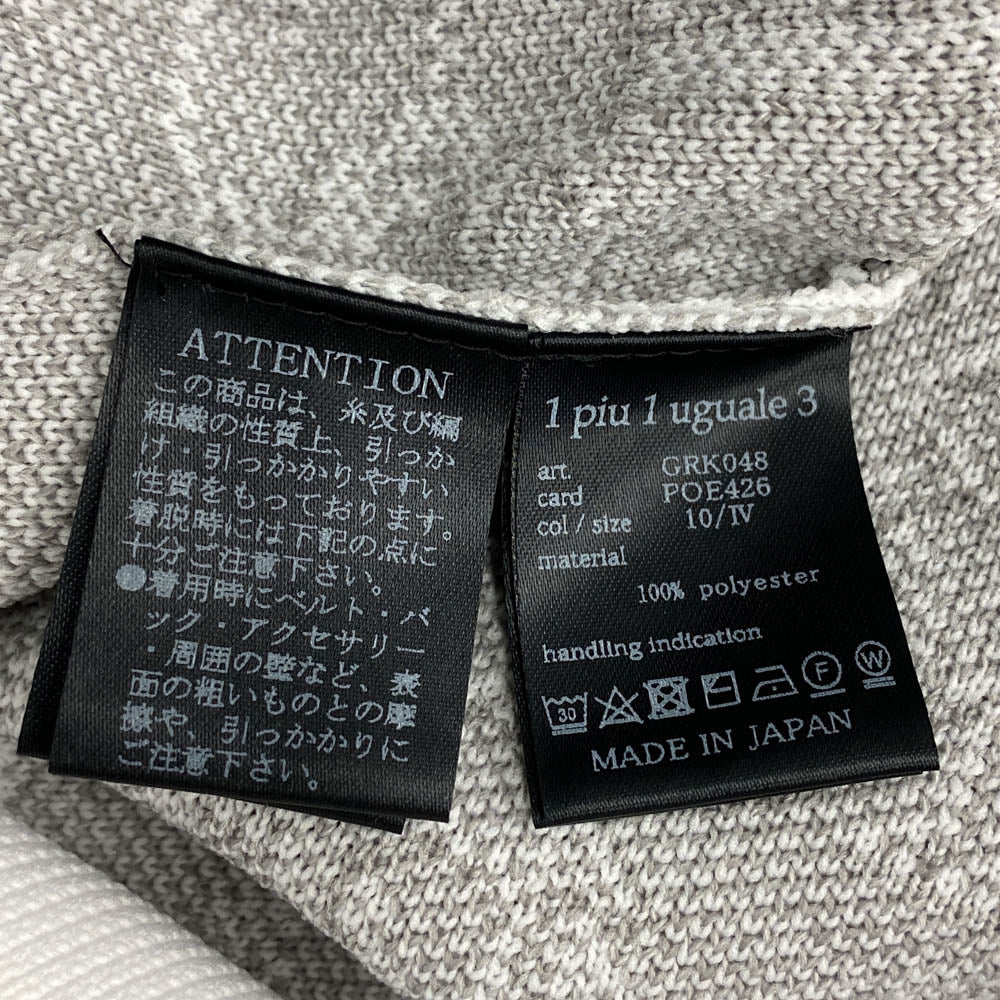 ATTENTION
この商品は、糸及び編
組織の性質上、引っか
け・引っかかりやすい
性質をもっております。
着脱時には下記の点に
十分ご注意下さい。
●着用時にベルト・バ
ック・アクセサリー
・周囲の壁など、表
面の粗いものとの摩
擦や、引っかかりに
ご注意下さい。
1 piu 1 uguale 3
art. GRK048
card POE426
col / size 10/IV
material
100% polyester
handling indication
30 F W
MADE IN JAPAN